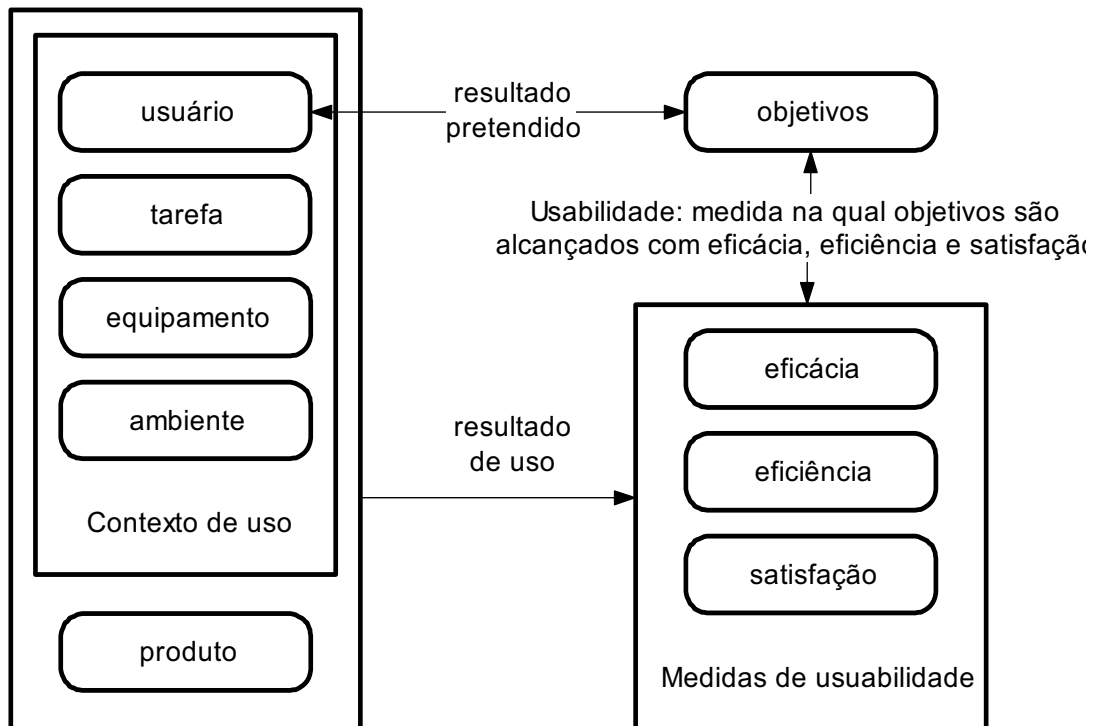 usuário
resultado
pretendido
objetivos
tarefa
Usabilidade: medida na qual objetivos são
alcançados com eficácia, eficiência e satisfação
equipamento
eficácia
ambiente
resultado
de uso
eficiência
Contexto de uso
satisfação
produto
Medidas de usuabilidade